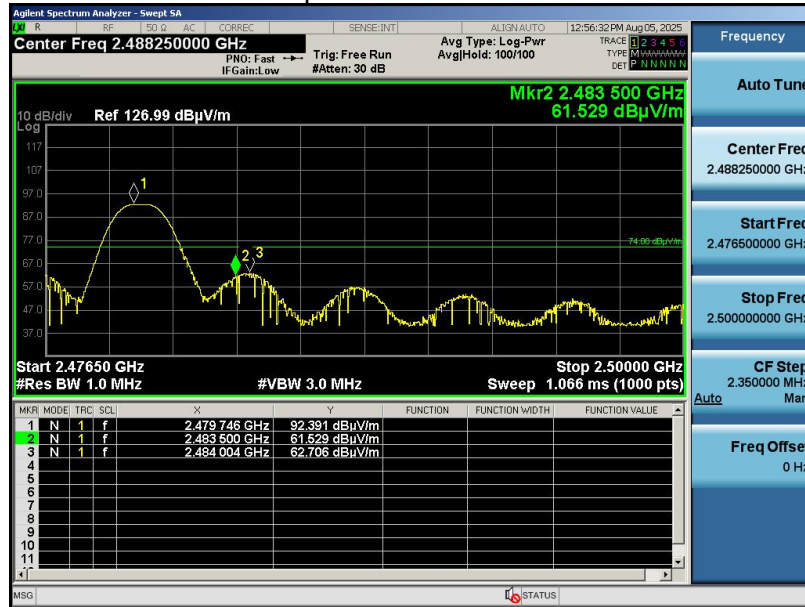 Agilent Spectrum Analyzer - Swept SA
LXI R RF 50 Ω AC CORREC SENSE:INT ALIGN AUTO 12:56:32 PM Aug 05, 2025
Center Freq 2.488250000 GHz
PNO: Fast
IFGain:Low
Trig: Free Run
#Atten: 30 dB
Avg Type: Log-Pwr
Avg|Hold: 100/100
TRACE 1 2 3 4 5 6
TYPE M
DET P N N N N N
Frequency
Mkr2 2.483 500 GHz
61.529 dBµV/m
10 dB/div Ref 126.99 dBµV/m
Log
117
107
97.0
87.0
77.0
67.0
57.0
47.0
37.0
1
2
3
74.00 dBµV/m
Start 2.47650 GHz Stop 2.50000 GHz
#Res BW 1.0 MHz #VBW 3.0 MHz Sweep 1.066 ms (1000 pts)
MKR MODE TRC SCL X Y FUNCTION FUNCTION WIDTH FUNCTION VALUE
1 N 1 f 2.479 746 GHz 92.391 dBµV/m
2 N 1 f 2.483 500 GHz 61.529 dBµV/m
3 N 1 f 2.484 004 GHz 62.706 dBµV/m
4
5
6
7
8
9
10
11
MSG STATUS
Auto Tune
Center Freq
2.488250000 GHz
Start Freq
2.476500000 GHz
Stop Freq
2.500000000 GHz
CF Step
2.350000 MHz
Auto Man
Freq Offset
0 Hz